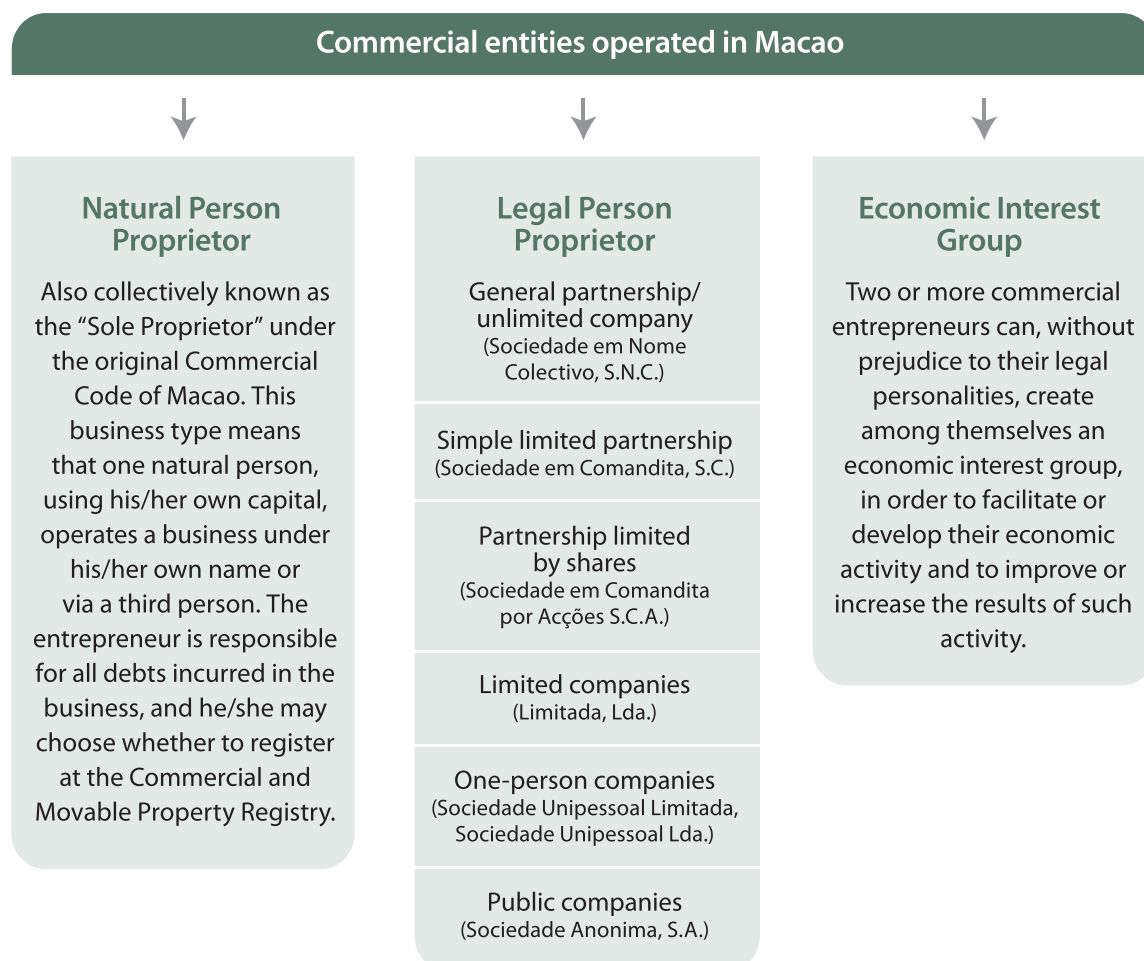 Commercial entities operated in Macao
Natural Person
Proprietor
Also collectively known as
the “Sole Proprietor” under
the original Commercial
Code of Macao. This
business type means
that one natural person,
using his/her own capital,
operates a business under
his/her own name or
via a third person. The
entrepreneur is responsible
for all debts incurred in the
business, and he/she may
choose whether to register
at the Commercial and
Movable Property Registry.
Legal Person
Proprietor
General partnership/
unlimited company
(Sociedade em Nome
Colectivo, S.N.C.)
Simple limited partnership
(Sociedade em Comandita, S.C.)
Partnership limited
by shares
(Sociedade em Comandita
por Acções S.C.A.)
Limited companies
(Limitada, Lda.)
One-person companies
(Sociedade Unipessoal Limitada,
Sociedade Unipessoal Lda.)
Public companies
(Sociedade Anonima, S.A.)
Economic Interest
Group
Two or more commercial
entrepreneurs can, without
prejudice to their legal
personalities, create
among themselves an
economic interest group,
in order to facilitate or
develop their economic
activity and to improve or
increase the results of such
activity.